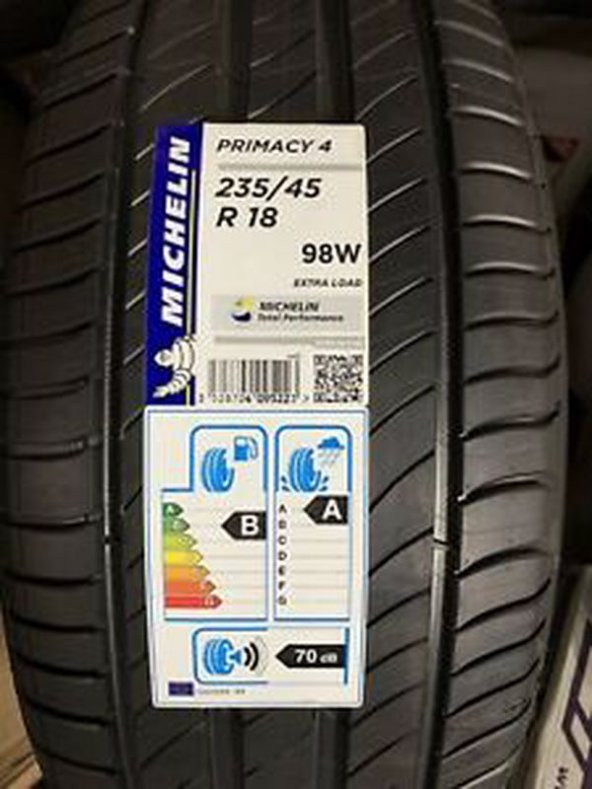 MICHELIN
PRIMACY 4
235/45
R 18
98W
EXTRA LOAD
MICHELIN
Total Performance
B
A
A
B
C
D
E
F
G
70 dB